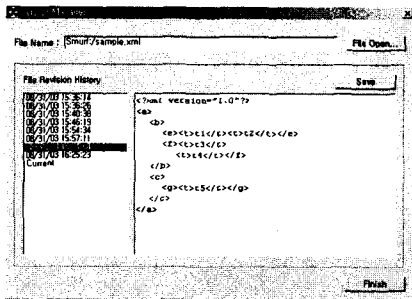 File Name : Smurf:/sample.xml
File Open...
File Revision History
Save
08/31/03 15:36:14
08/31/03 15:36:26
08/31/03 15:40:38
08/31/03 15:46:19
08/31/03 15:54:34
08/31/03 15:57:11
08/31/03 16:25:23
Current
<?xml version="1.0"?>
<a>
<b>
<e><t>t1</t><t>t2</t></e>
<f><t>t3</t>
<t>t4</t></f>
</b>
<c>
<g><t>t5</t></g>
</c>
</a>
Finish